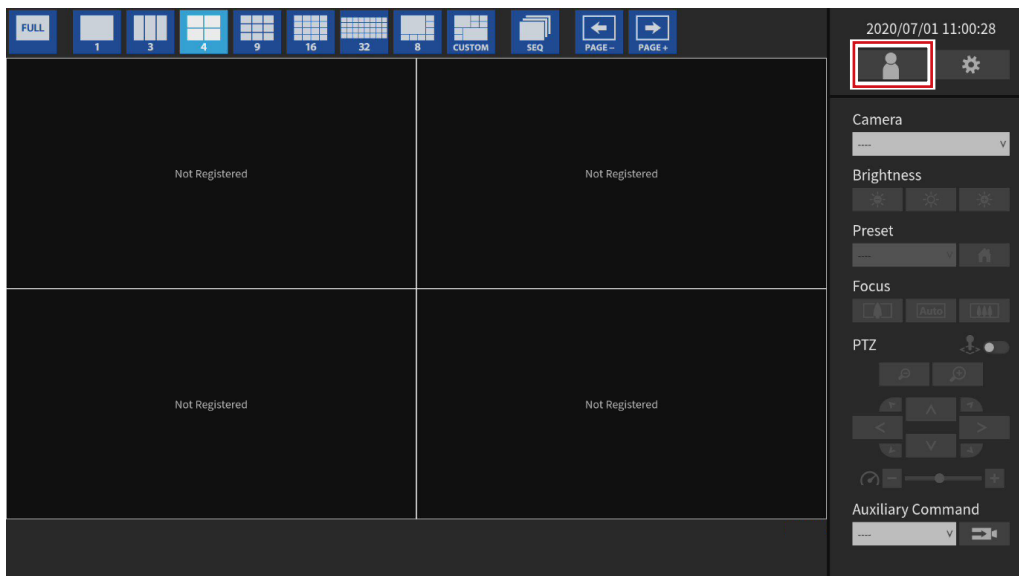 FULL
1
3
4
9
16
32
8
CUSTOM
SEQ
PAGE−
PAGE+
2020/07/01 11:00:28
Not Registered
Not Registered
Not Registered
Not Registered
Camera
----
Brightness
Preset
----
Focus
Auto
PTZ
Auxiliary Command
----